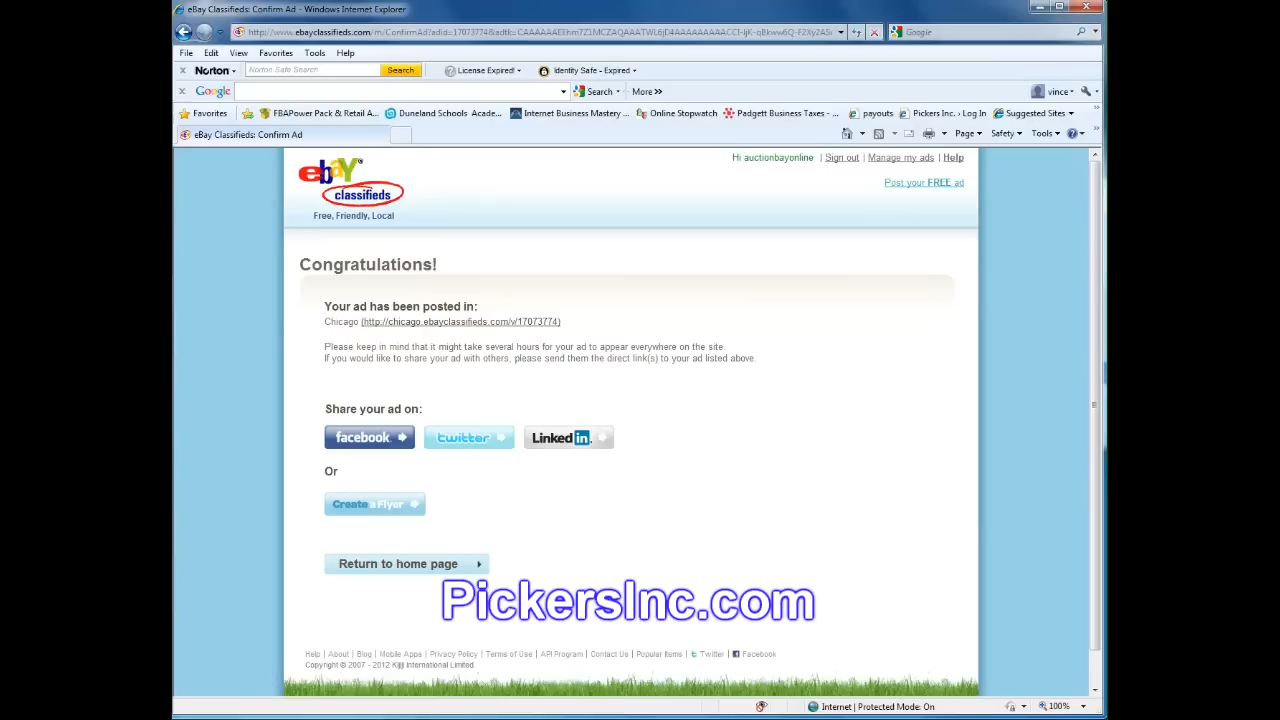 eBay Classifieds: Confirm Ad - Windows Internet Explorer
Google
File Edit View Favorites Tools Help
Norton Norton Safe Search Search License Expired! Identity Safe - Expired
Google Search More >> vince
Favorites FBAPower Pack & Retail A... Duneland Schools Acade... Internet Business Mastery ... Online Stopwatch Padgett Business Taxes - ... payouts Pickers Inc. › Log In Suggested Sites
eBay Classifieds: Confirm Ad Page Safety Tools
Hi auctionbayonline | Sign out | Manage my ads | Help
ebaY
classifieds
Post your FREE ad
Free, Friendly, Local
Congratulations!
Your ad has been posted in:
Chicago (http://chicago.ebayclassifieds.com/v/17073774)
Please keep in mind that it might take several hours for your ad to appear everywhere on the site.
If you would like to share your ad with others, please send them the direct link(s) to your ad listed above.
Share your ad on:
facebook twitter Linked in.
Or
Create a Flyer
Return to home page
PickersInc.com
Help | About | Blog | Mobile Apps | Privacy Policy | Terms of Use | API Program | Contact Us | Popular Items | Twitter | Facebook
Copyright © 2007 - 2012 Kijiji International Limited
Internet | Protected Mode: On 100%